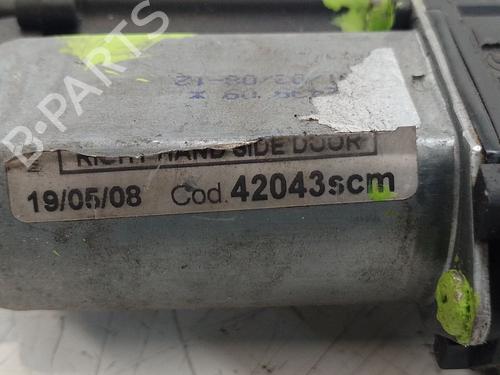 B-PARTS
RIGHT HAND SIDE DOOR
19/05/08 Cod. 42043scm